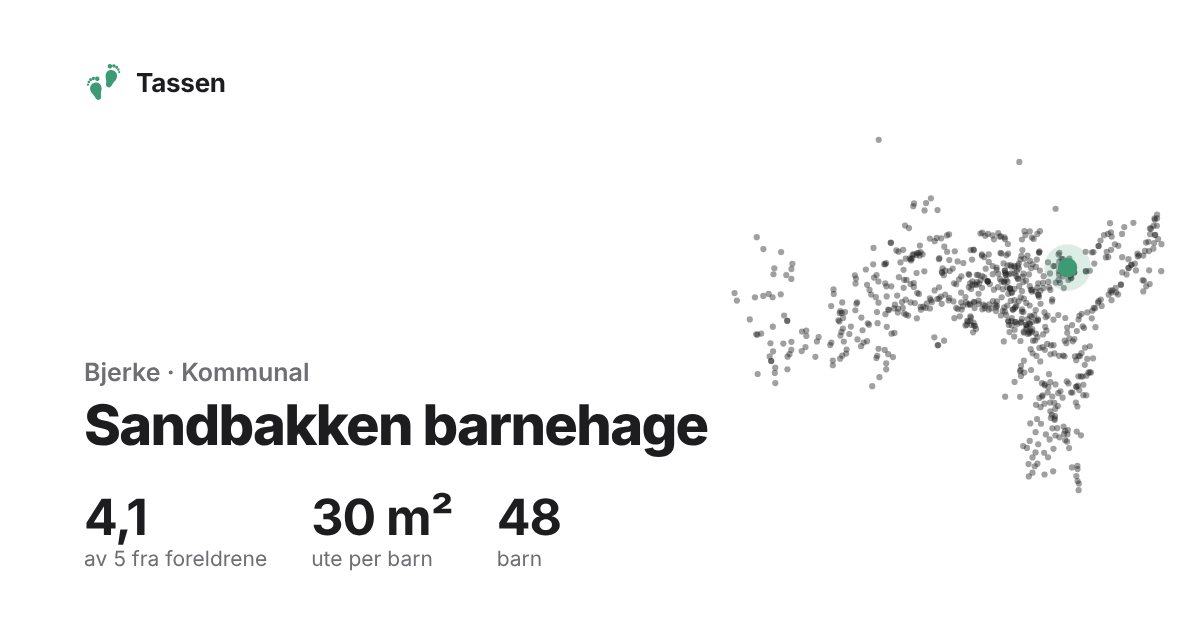 Tassen
Bjerke · Kommunal
Sandbakken barnehage
4,1
av 5 fra foreldrene
30 m²
ute per barn
48
barn